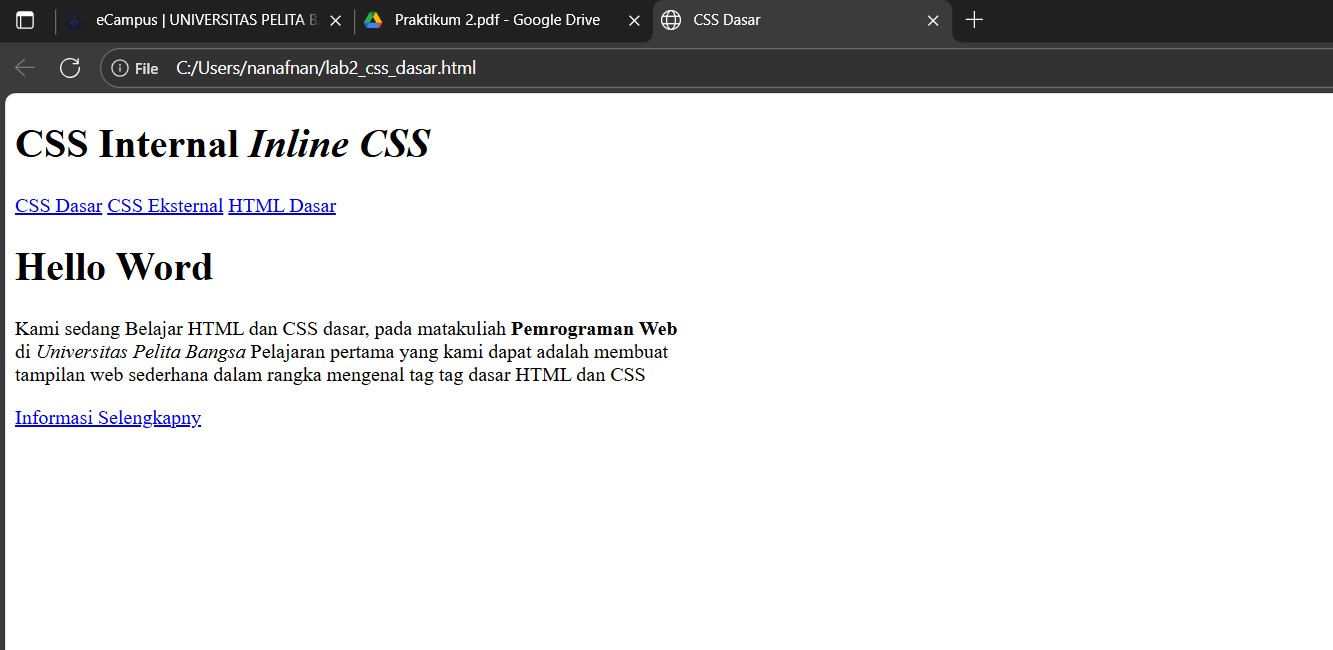 eCampus | UNIVERSITAS PELITA B
Praktikum 2.pdf - Google Drive
CSS Dasar
File C:/Users/nanafnan/lab2_css_dasar.html
CSS Internal Inline CSS
CSS Dasar CSS Eksternal HTML Dasar
Hello Word
Kami sedang Belajar HTML dan CSS dasar, pada matakuliah Pemrograman Web
di Universitas Pelita Bangsa Pelajaran pertama yang kami dapat adalah membuat
tampilan web sederhana dalam rangka mengenal tag tag dasar HTML dan CSS
Informasi Selengkapny